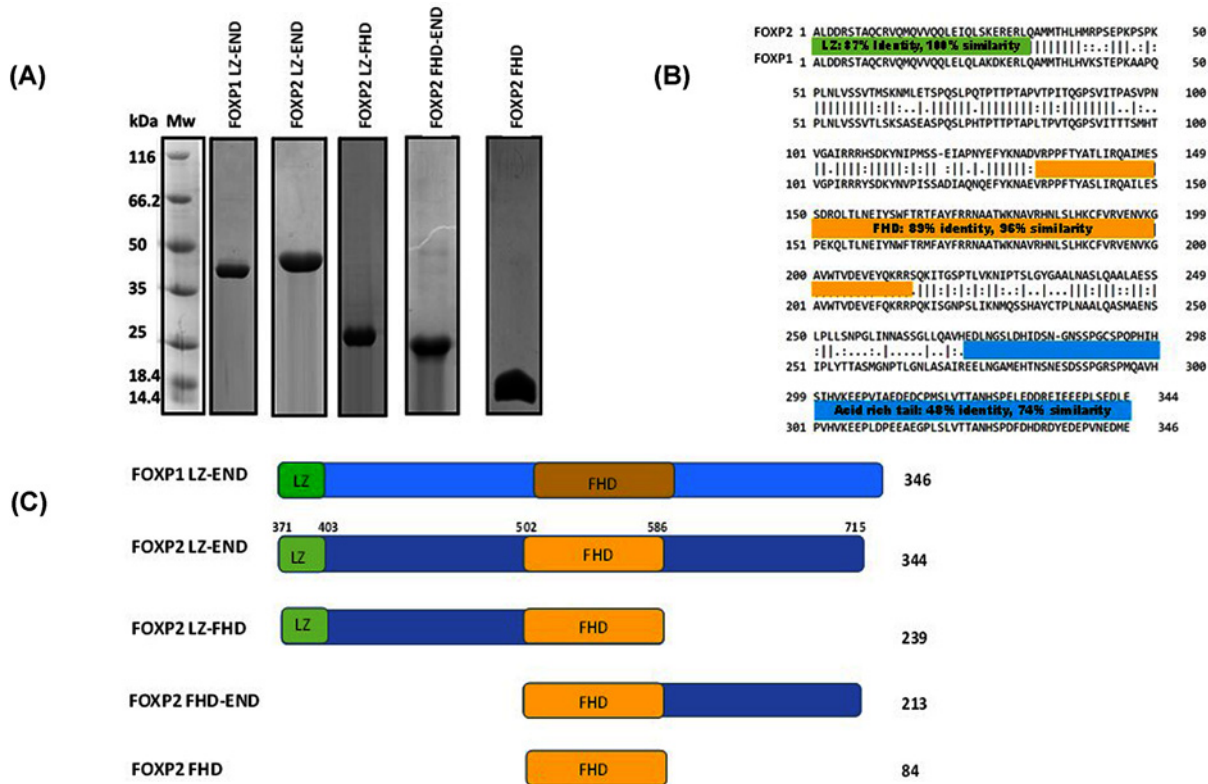 (A)
FOXP1 LZ-END
FOXP2 LZ-END
FOXP2 LZ-FHD
FOXP2 FHD-END
FOXP2 FHD
kDa Mw
116
66.2
50
35
25
18.4
14.4
(B)
FOXP2 1 ALDDRSTAQCRVQMQVVQQLEIQLSKERERLQAMMTHLHMRPSEPKPSPK 50
LZ: 87% Identity, 100% similarity
FOXP1 1 ALDDRSTAQCRVQMQVVQQLELQLAKDKERLQAMMTHLHVKSTEPKAAPQ 50
51 PLNLVSSVTMSKNMLETSPQSLPQTPTTPTAPVTPITQGPSVITPASVPN 100
51 PLNLVSSVTLSKSASEASPQSLPHTPTTPTAPLTPVTQGPSVITTTSMHT 100
101 VGAIRRRHSDKYNIPMSS-EIAPNYEFYKNADVRPPFTYATLIRQAIMES 149
101 VGPIRRRYSDKYNVPISSADIAQNQEFYKNAEVRPPFTYASLIRQAILES 150
150 SDRQLTLNEIYSWFTRTFAYFRRNAATWKNAVRHNLSLHKCFVRVENVKG 199
FHD: 89% identity, 96% similarity
151 PEKQLTLNEIYNWFTRMFAYFRRNAATWKNAVRHNLSLHKCFVRVENVKG 200
200 AVWTVDEVEYQKRRSQKITGSPTLVKNIPTSLGYGAALNASLQAALAESS 249
201 AVWTVDEVEFQKRRPQKISGNPSLIKNMQSSHAYCTPLNAALQASMAENS 250
250 LPLLSNPGLINNASSGLLQAVHEDLNGSLDHIDSN-GNSSPGCSPQPHIH 298
251 IPLYTTASMGNPTLGNLASAIREELNGAMEHTNSNESDSSPGRSPMQAVH 300
299 SIHVKEEPVIAEDEDCPMSLVTTANHSPELEDDREIEEEPLSEDLE 344
Acid rich tail: 48% identity, 74% similarity
301 PVHVKEEPLDPEEAEGPLSLVTTANHSPDFDHDRDYEDEPVNEDME 346
(C)
FOXP1 LZ-END LZ FHD 346
371 403 502 586 715
FOXP2 LZ-END LZ FHD 344
FOXP2 LZ-FHD LZ FHD 239
FOXP2 FHD-END FHD 213
FOXP2 FHD FHD 84